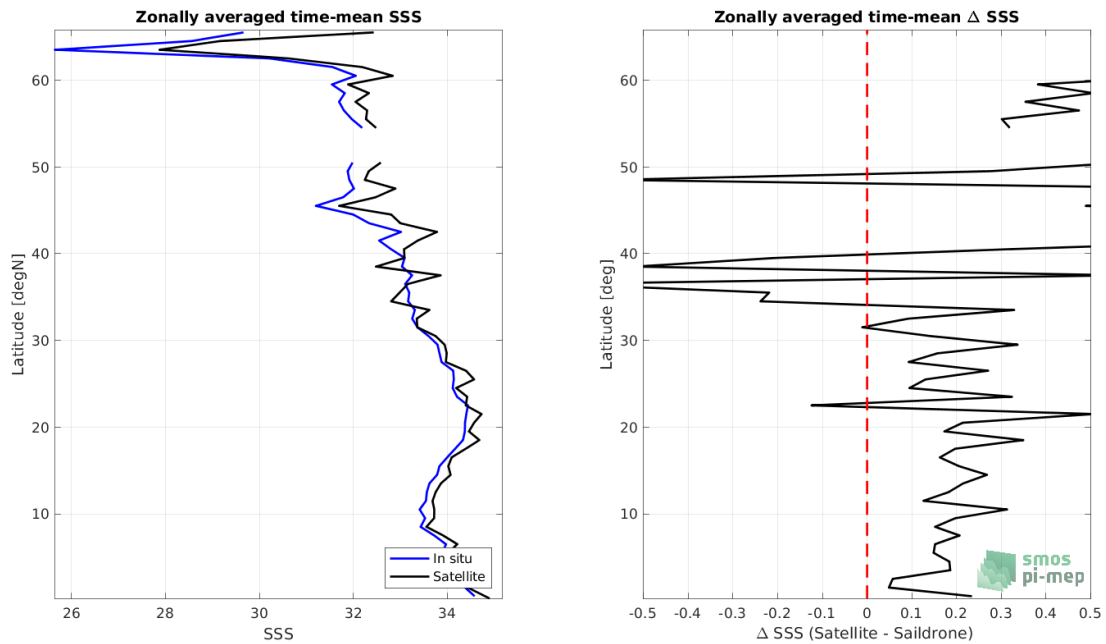 Zonally averaged time-mean SSS
Latitude [degN]
60
50
40
30
20
10
26
28
30
32
34
SSS
In situ
Satellite
Zonally averaged time-mean Δ SSS
Latitude [deg]
60
50
40
30
20
10
-0.5
-0.4
-0.3
-0.2
-0.1
0
0.1
0.2
0.3
0.4
0.5
Δ SSS (Satellite - Saildrone)
smos
pi-mep